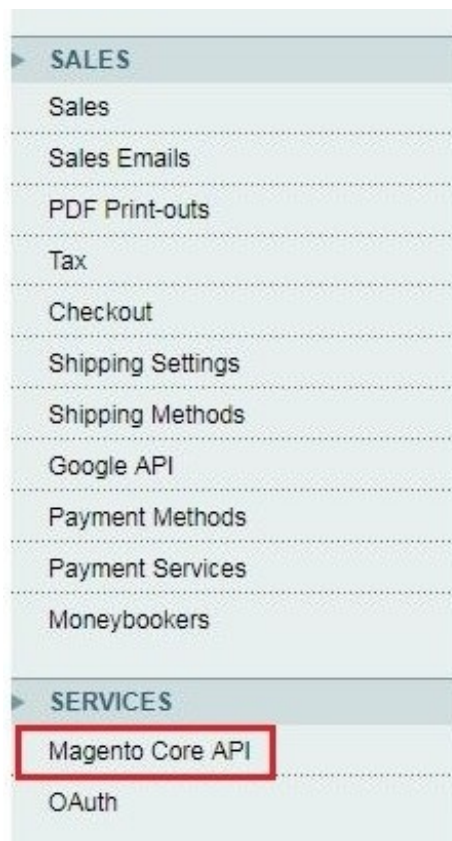 SALES
Sales
Sales Emails
PDF Print-outs
Tax
Checkout
Shipping Settings
Shipping Methods
Google API
Payment Methods
Payment Services
Moneybookers
SERVICES
Magento Core API
OAuth